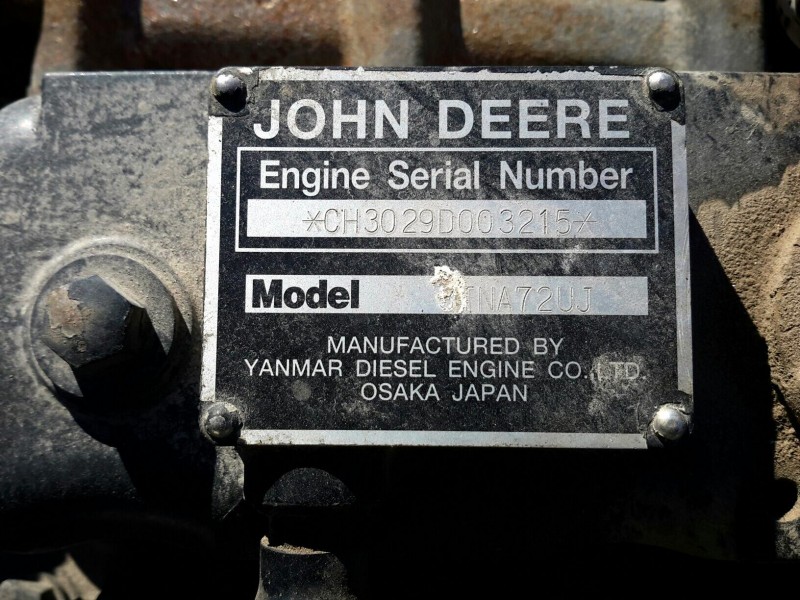 JOHN DEERE
Engine Serial Number
*CH3029D003215*
Model
MANUFACTURED BY
YANMAR DIESEL ENGINE CO.,LTD.
OSAKA JAPAN